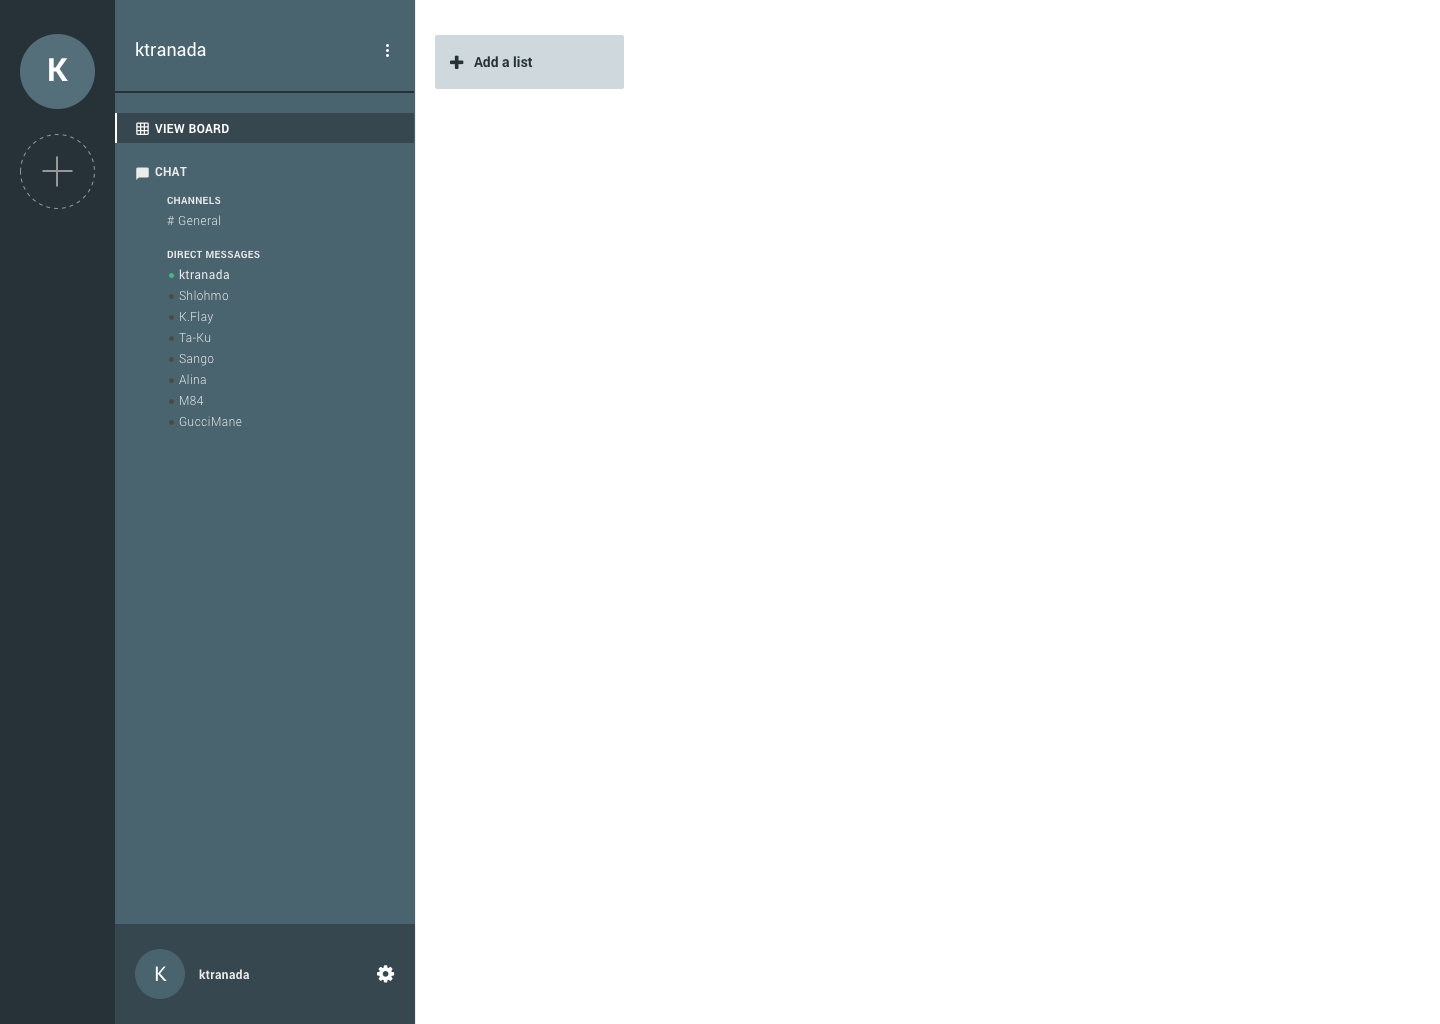 K
ktranada
VIEW BOARD
CHAT
CHANNELS
# General
DIRECT MESSAGES
ktranada
Shlohmo
K.Flay
Ta-Ku
Sango
Alina
M84
GucciMane
K
ktranada
Add a list